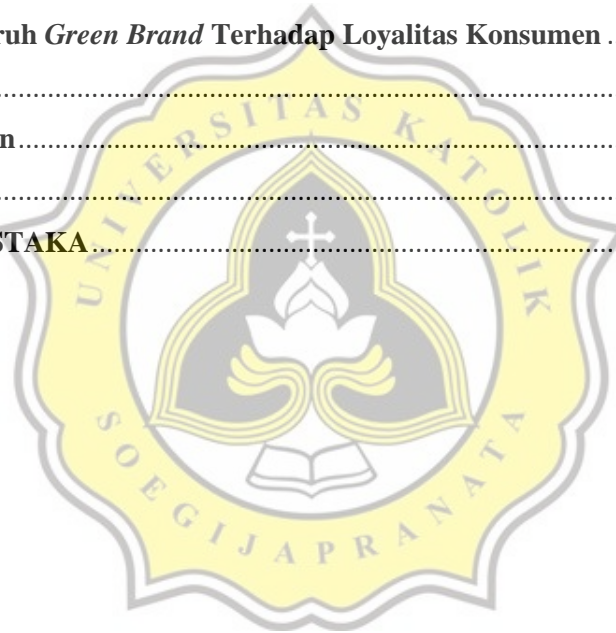 ruh Green Brand Terhadap Loyalitas Konsumen .
................................................................
n................................................................
................................................................
STAKA ................................................................
UNIVERSITAS KATOLIK
SOEGIJAPRANATA